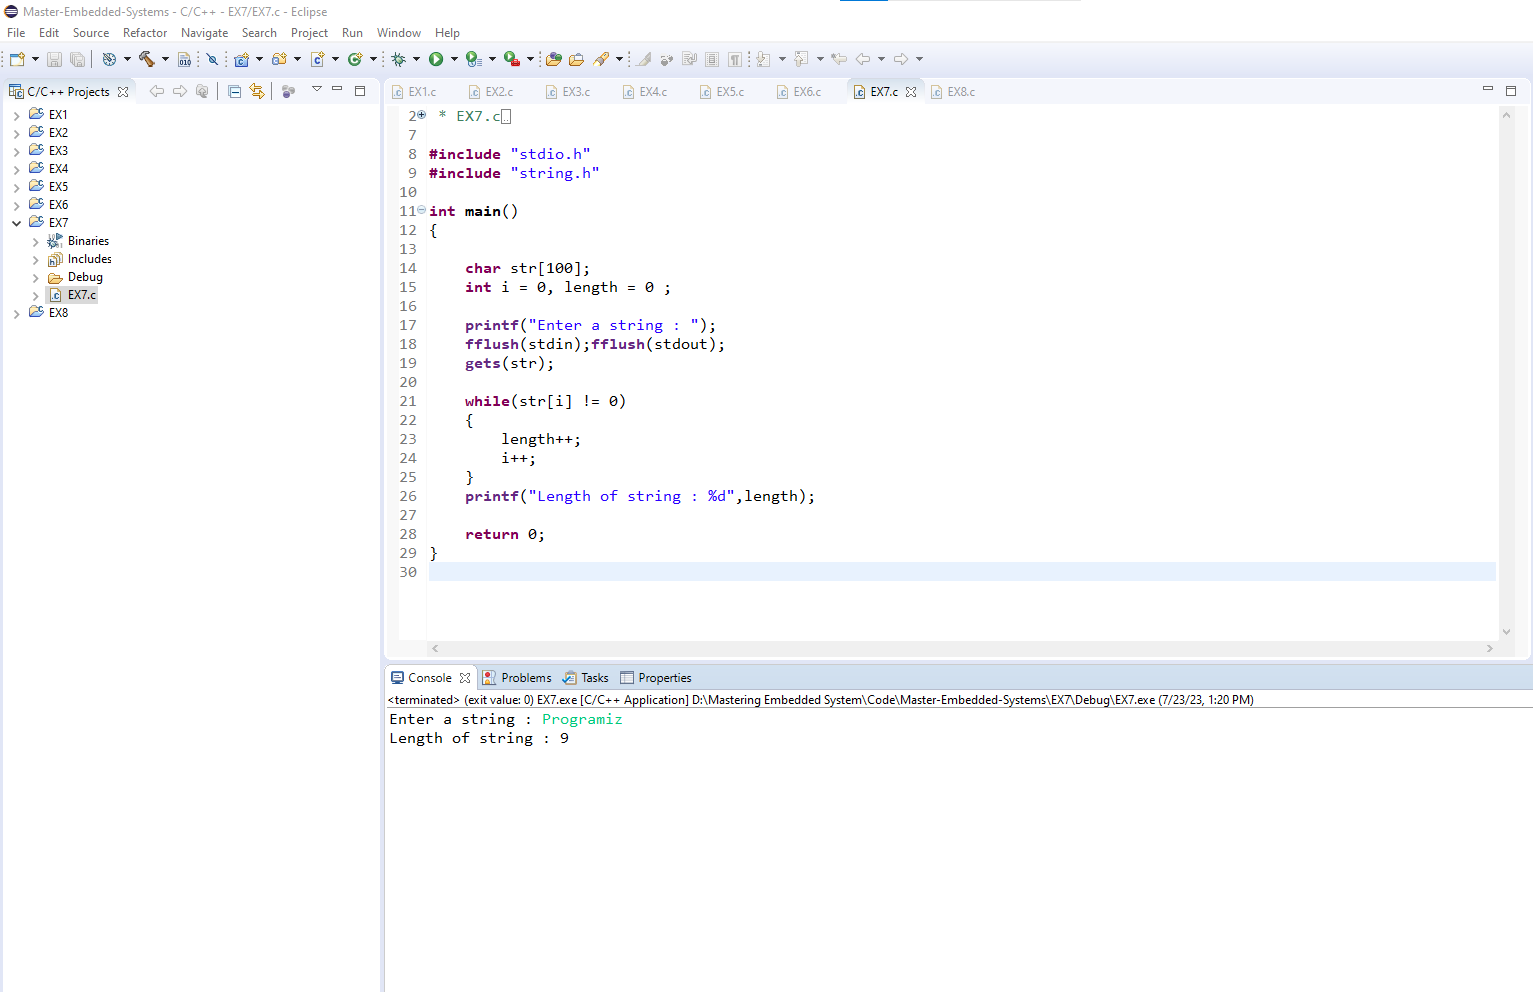 Master-Embedded-Systems - C/C++ - EX7/EX7.c - Eclipse
File Edit Source Refactor Navigate Search Project Run Window Help
C/C++ Projects
EX1
EX2
EX3
EX4
EX5
EX6
EX7
Binaries
Includes
Debug
EX7.c
EX8
EX1.c EX2.c EX3.c EX4.c EX5.c EX6.c EX7.c EX8.c
2 * EX7.c
7
8 #include "stdio.h"
9 #include "string.h"
10
11 int main()
12 {
13
14 char str[100];
15 int i = 0, length = 0 ;
16
17 printf("Enter a string : ");
18 fflush(stdin);fflush(stdout);
19 gets(str);
20
21 while(str[i] != 0)
22 {
23 length++;
24 i++;
25 }
26 printf("Length of string : %d",length);
27
28 return 0;
29 }
30
Console Problems Tasks Properties
<terminated> (exit value: 0) EX7.exe [C/C++ Application] D:\Mastering Embedded System\Code\Master-Embedded-Systems\EX7\Debug\EX7.exe (7/23/23, 1:20 PM)
Enter a string : Programiz
Length of string : 9